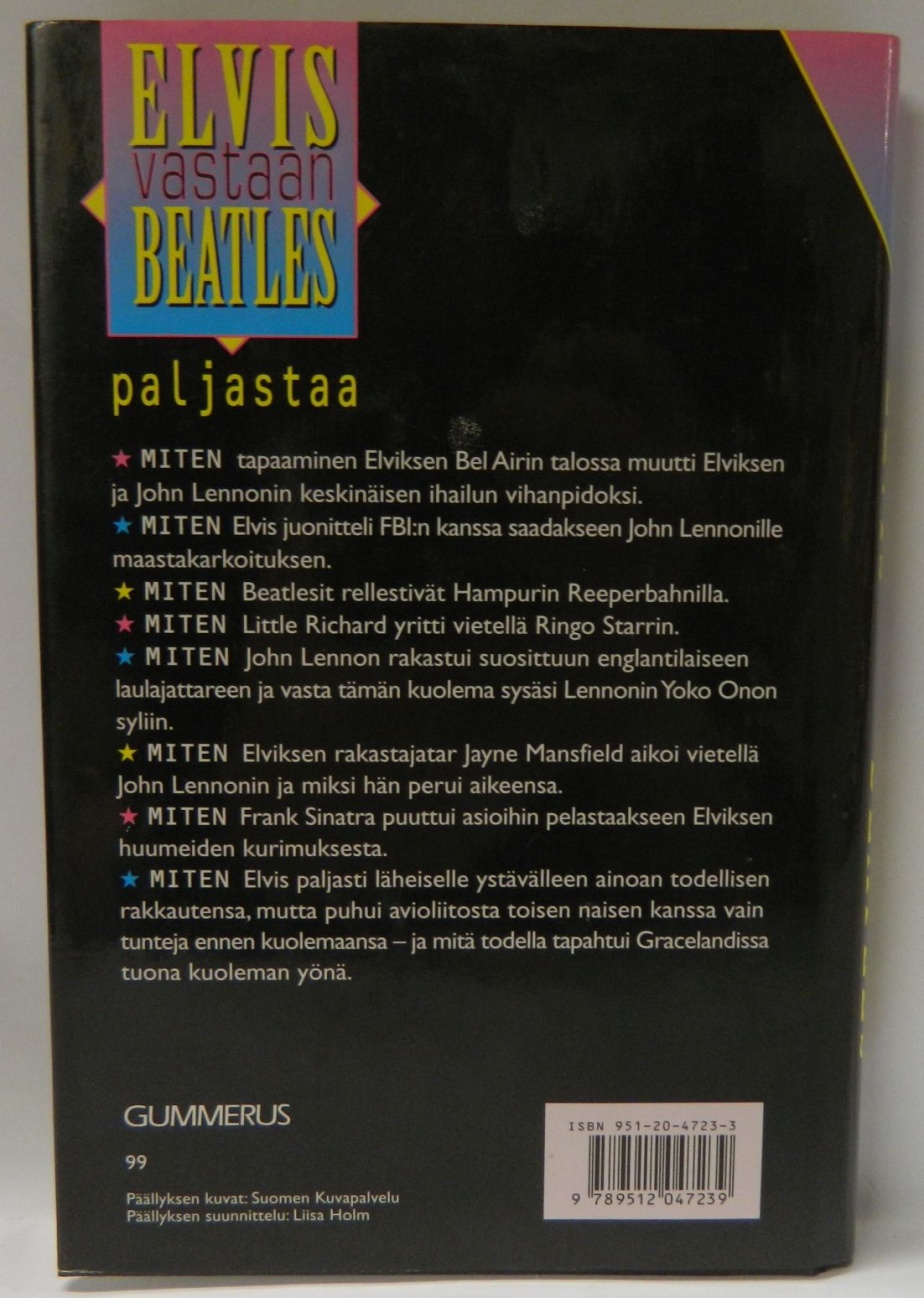 ELVIS
vastaan
BEATLES
paljastaa
★ MITEN tapaaminen Elviksen Bel Airin talossa muutti Elviksen
ja John Lennonin keskinäisen ihailun vihanpidoksi.
★ MITEN Elvis juonitteli FBI:n kanssa saadakseen John Lennonille
maastakarkoituksen.
★ MITEN Beatlesit rellestivät Hampurin Reeperbahnilla.
★ MITEN Little Richard yritti vietellä Ringo Starrin.
★ MITEN John Lennon rakastui suosittuun englantilaiseen
laulajattareen ja vasta tämän kuolema sysäsi Lennonin Yoko Onon
syliin.
★ MITEN Elviksen rakastajatar Jayne Mansfield aikoi vietellä
John Lennonin ja miksi hän perui aikeensa.
★ MITEN Frank Sinatra puuttui asioihin pelastaakseen Elviksen
huumeiden kurimuksesta.
★ MITEN Elvis paljasti läheiselle ystävälleen ainoan todellisen
rakkautensa, mutta puhui avioliitosta toisen naisen kanssa vain
tunteja ennen kuolemaansa – ja mitä todella tapahtui Gracelandissa
tuona kuoleman yönä.
GUMMERUS
99
Päällyksen kuvat: Suomen Kuvapalvelu
Päällyksen suunnittelu: Liisa Holm
ISBN 951-20-4723-3
9 789512 047239